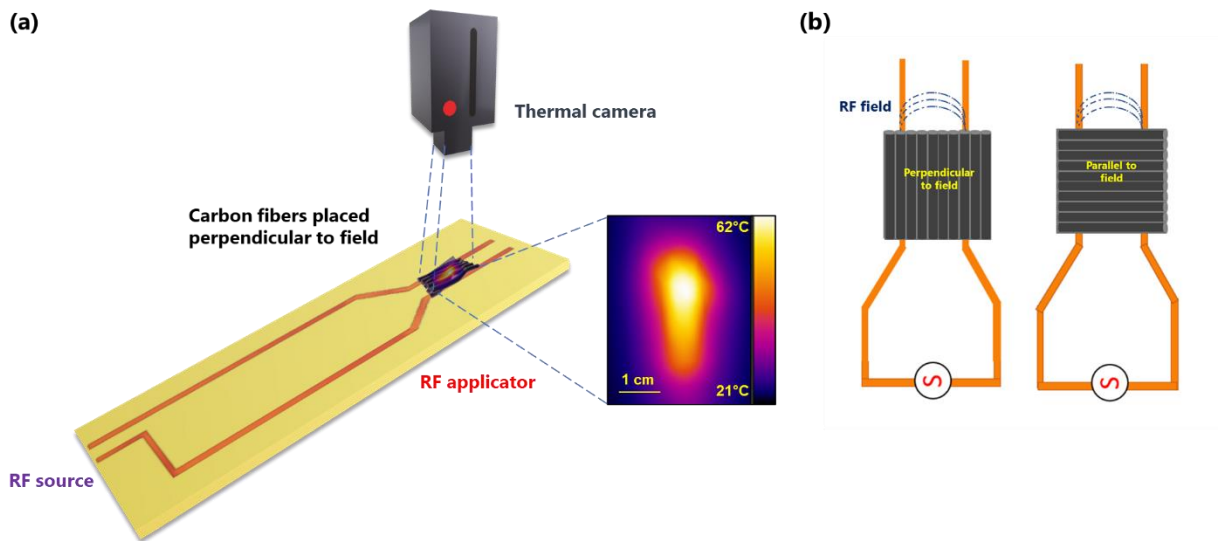 (a)
Thermal camera
Carbon fibers placed
perpendicular to field
62°C
1 cm
21°C
RF applicator
RF source
(b)
RF field
Perpendicular
to field
Parallel to
field
S
S